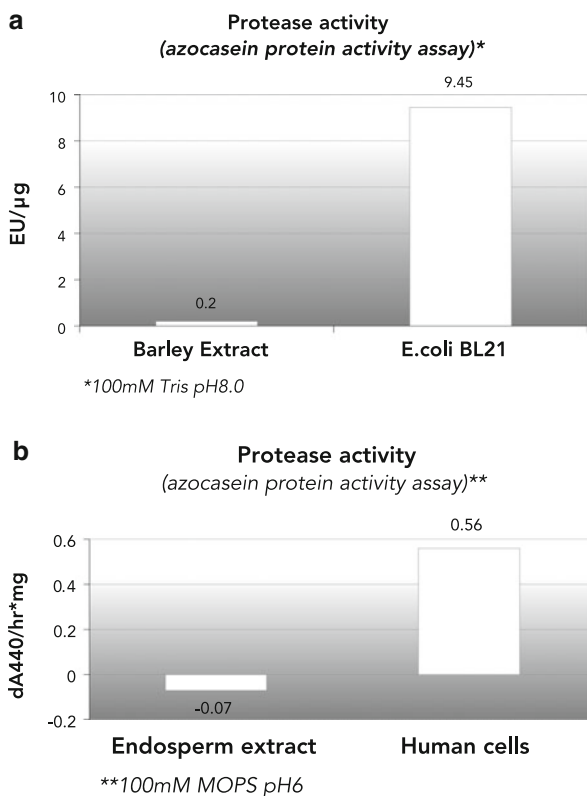 a
Protease activity
(azocasein protein activity assay)*
EU/µg
10
8
6
4
2
0
0.2
9.45
Barley Extract
E.coli BL21
*100mM Tris pH8.0
b
Protease activity
(azocasein protein activity assay)**
dA440/hr*mg
0.6
0.4
0.2
0
-0.2
-0.07
0.56
Endosperm extract
Human cells
**100mM MOPS pH6